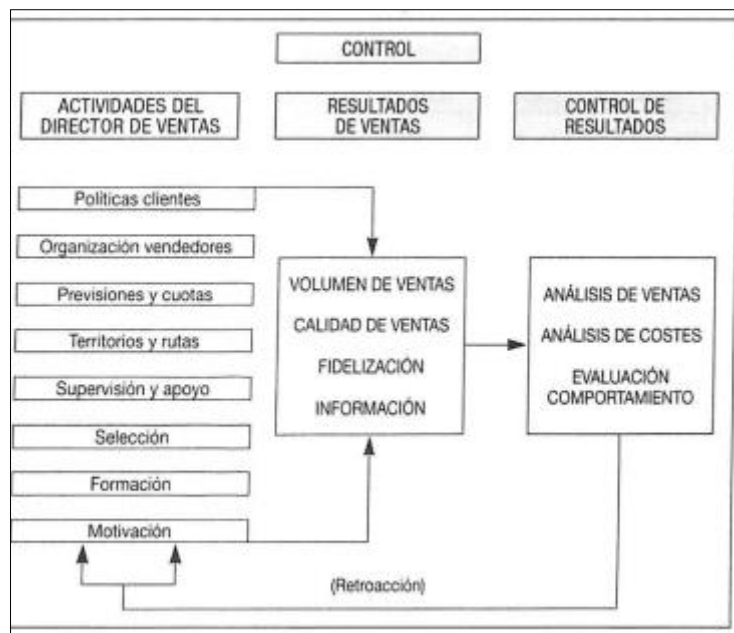 CONTROL
ACTIVIDADES DEL
DIRECTOR DE VENTAS
RESULTADOS
DE VENTAS
CONTROL DE
RESULTADOS
Políticas clientes
Organización vendedores
Previsiones y cuotas
Territorios y rutas
Supervisión y apoyo
Selección
Formación
Motivación
VOLUMEN DE VENTAS
CALIDAD DE VENTAS
FIDELIZACIÓN
INFORMACIÓN
ANÁLISIS DE VENTAS
ANÁLISIS DE COSTES
EVALUACIÓN
COMPORTAMIENTO
(Retroacción)